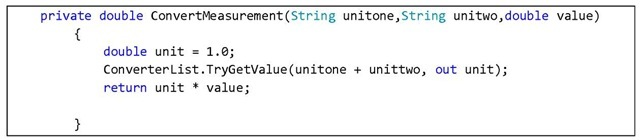 private double ConvertMeasurement(String unitone,String unitwo,double value)
{
double unit = 1.0;
ConverterList.TryGetValue(unitone + unittwo, out unit);
return unit * value;
}